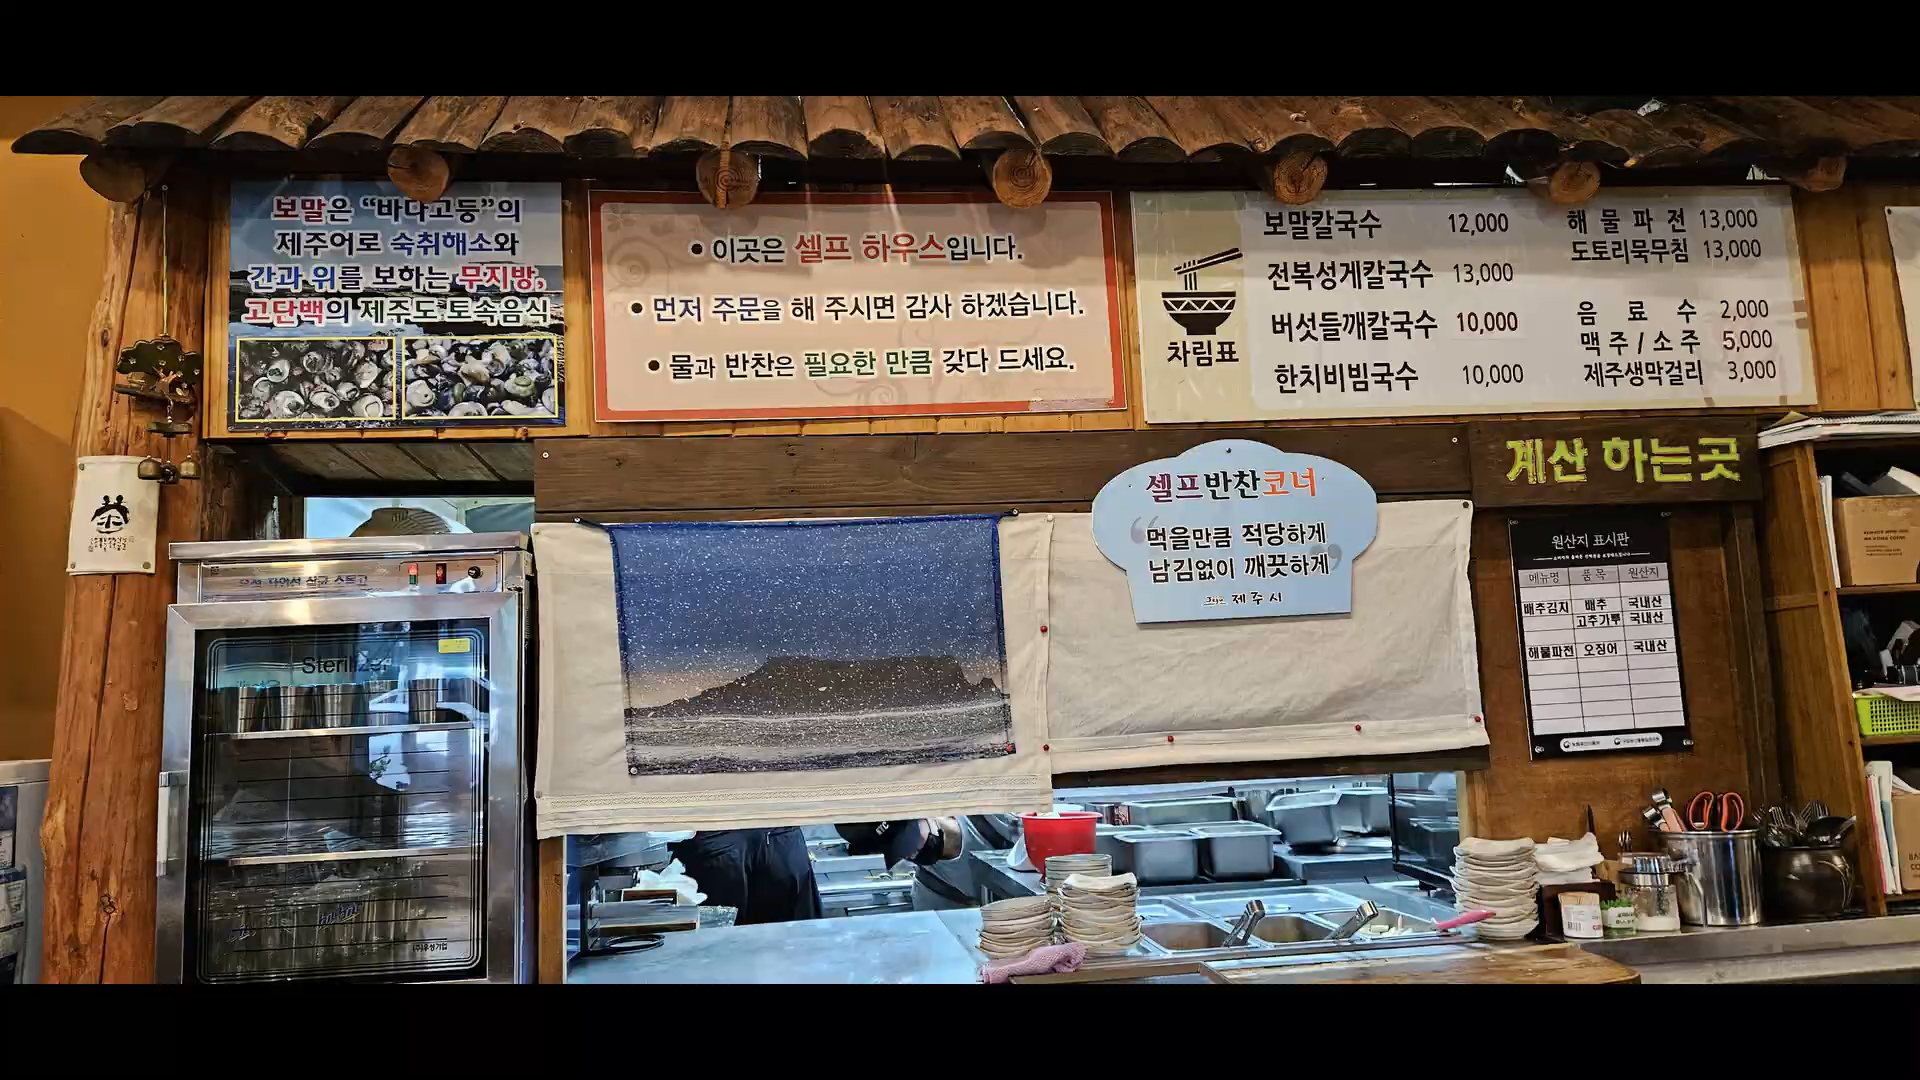 보말은 “바다고둥”의
제주어로 숙취해소와
간과 위를 보하는 무지방,
고단백의 제주도 토속음식
• 이곳은 셀프 하우스입니다.
• 먼저 주문을 해 주시면 감사 하겠습니다.
• 물과 반찬은 필요한 만큼 갖다 드세요.
차림표
보말칼국수 12,000
전복성게칼국수 13,000
버섯들깨칼국수 10,000
한치비빔국수 10,000
해물파전 13,000
도토리묵무침 13,000
음료수 2,000
맥주/소주 5,000
제주생막걸리 3,000
계산 하는곳
셀프반찬코너
“먹을만큼 적당하게
남김없이 깨끗하게”
제주시
원산지 표시판
메뉴명 품목 원산지
배추김치 배추 국내산
고추가루 국내산
해물파전 오징어 국내산
Sterilizer
(주)우성기업